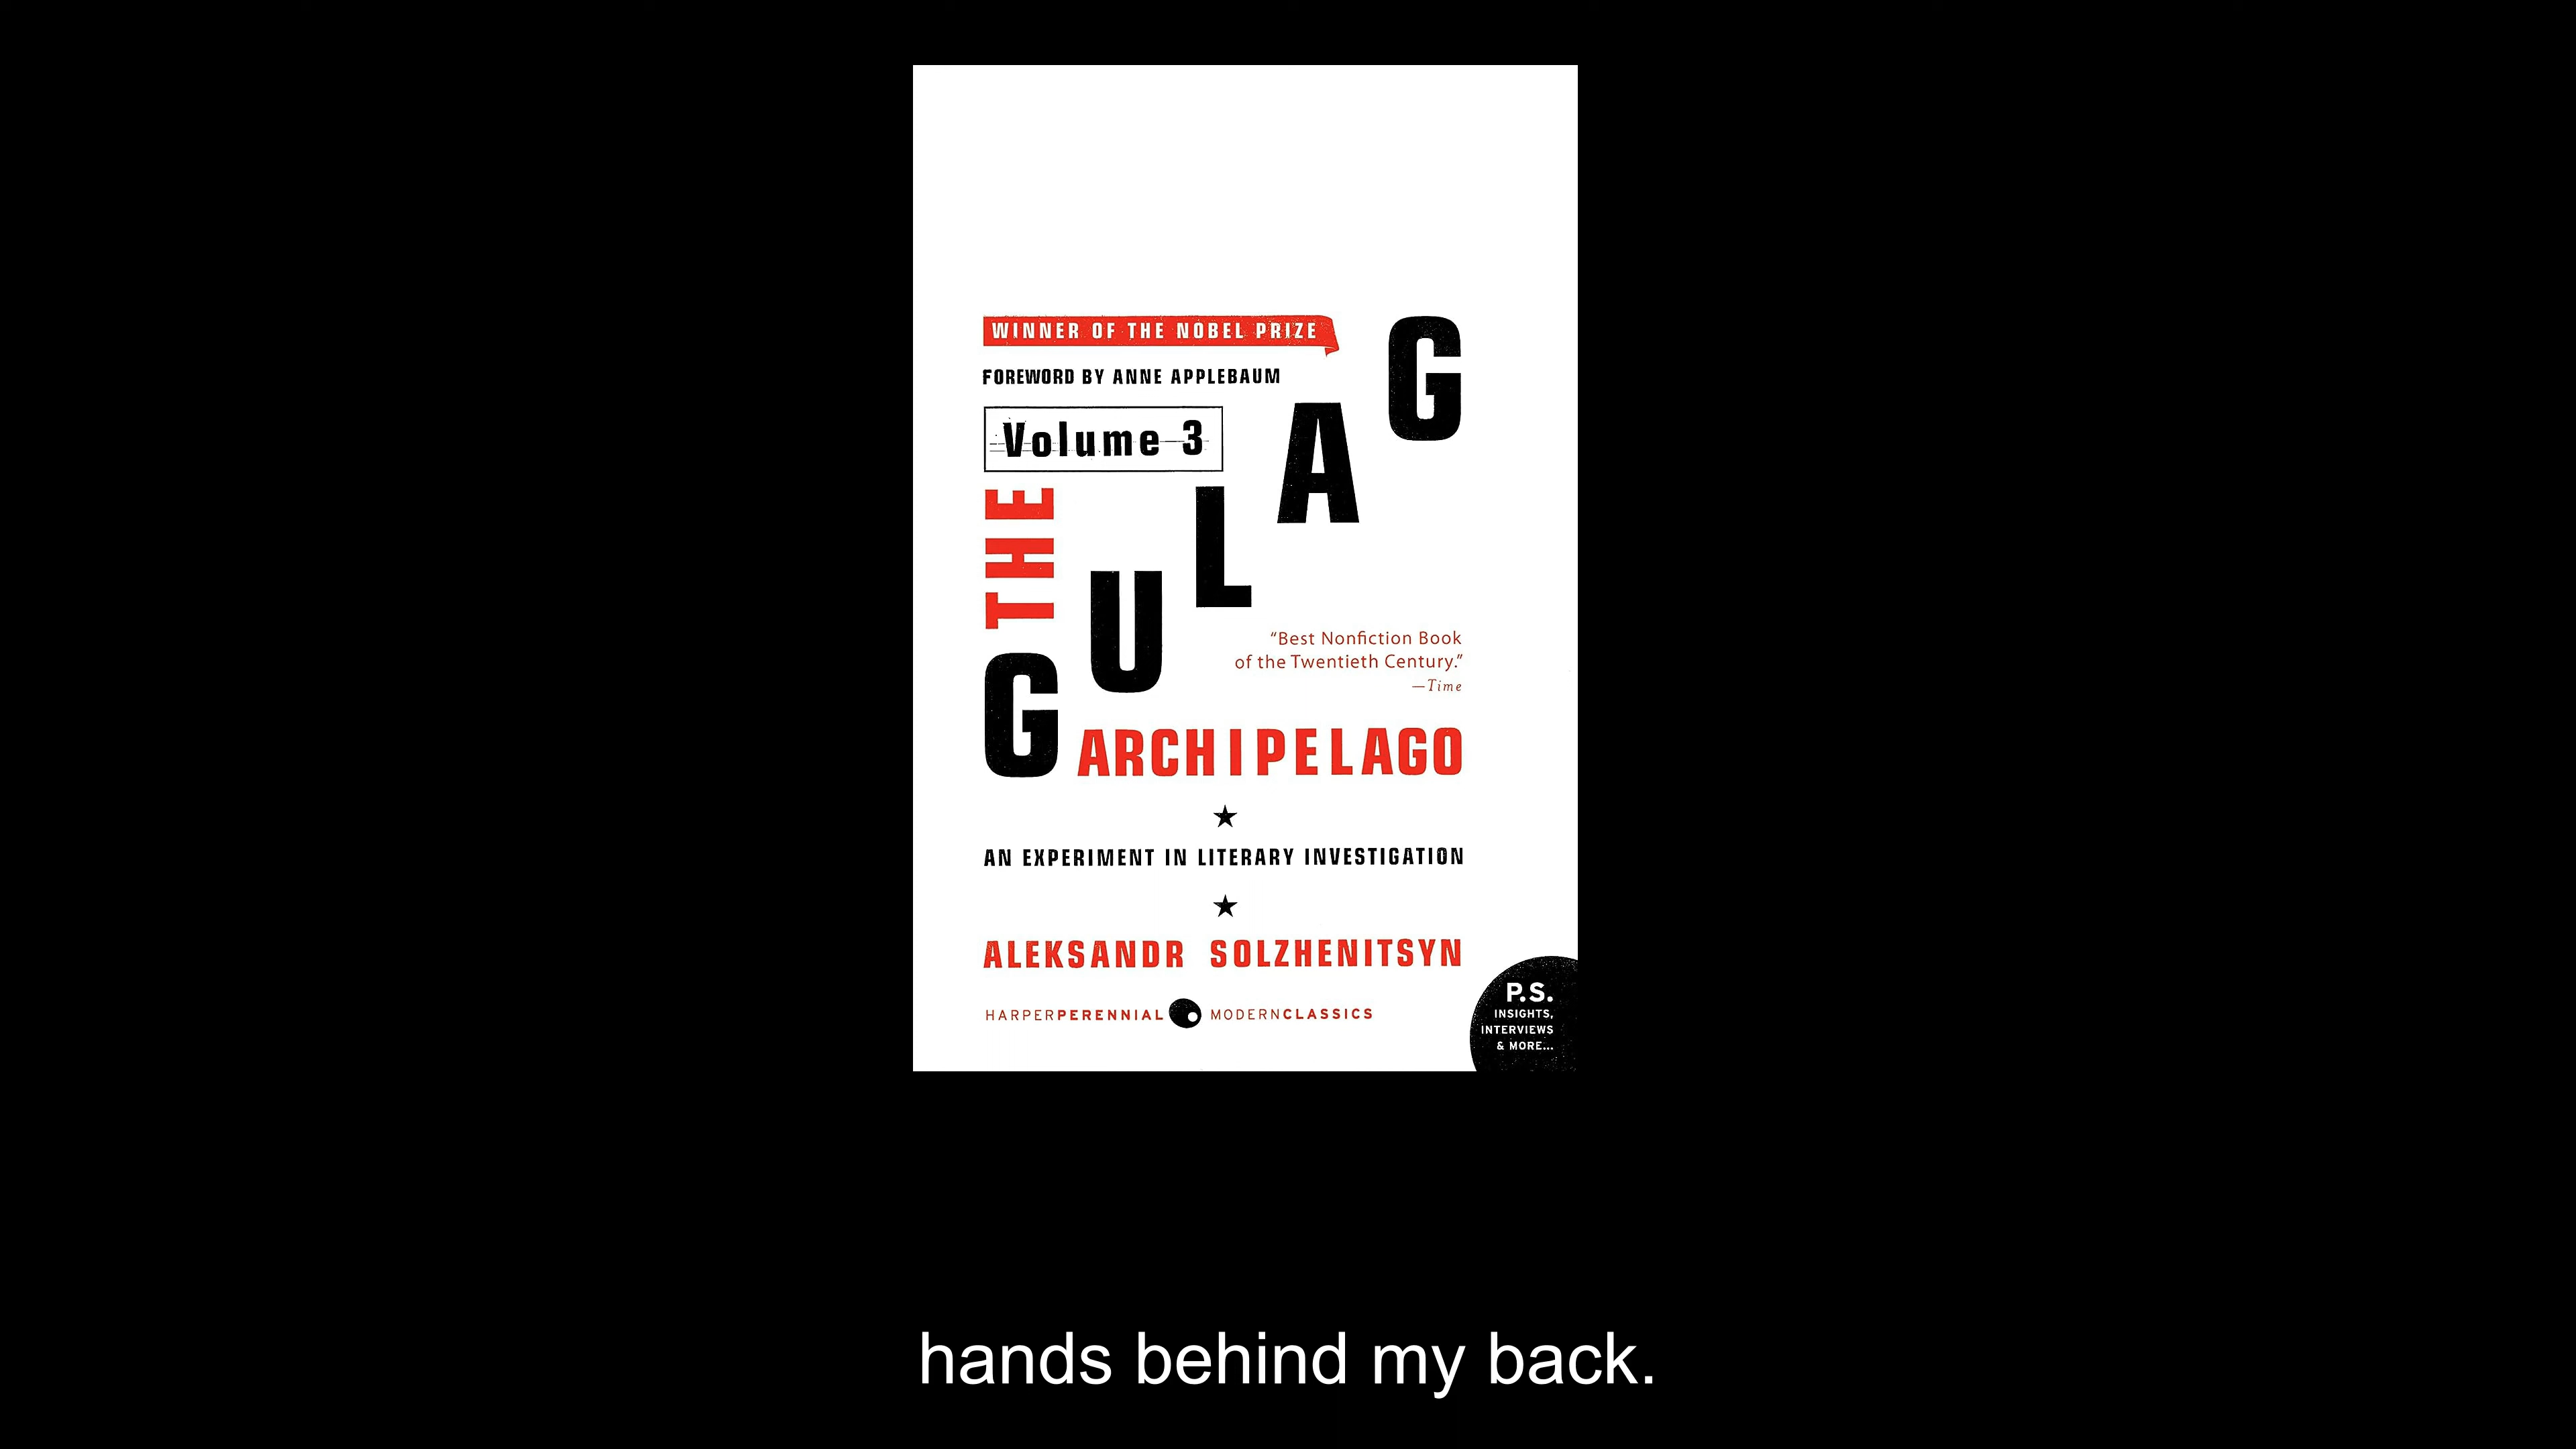 WINNER OF THE NOBEL PRIZE
FOREWORD BY ANNE APPLEBAUM
Volume 3
THE
GULAG
ARCHIPELAGO
"Best Nonfiction Book
of the Twentieth Century."
—Time
AN EXPERIMENT IN LITERARY INVESTIGATION
ALEKSANDR SOLZHENITSYN
HARPERPERENNIAL MODERNCLASSICS
P.S.
INSIGHTS,
INTERVIEWS
& MORE...
hands behind my back.